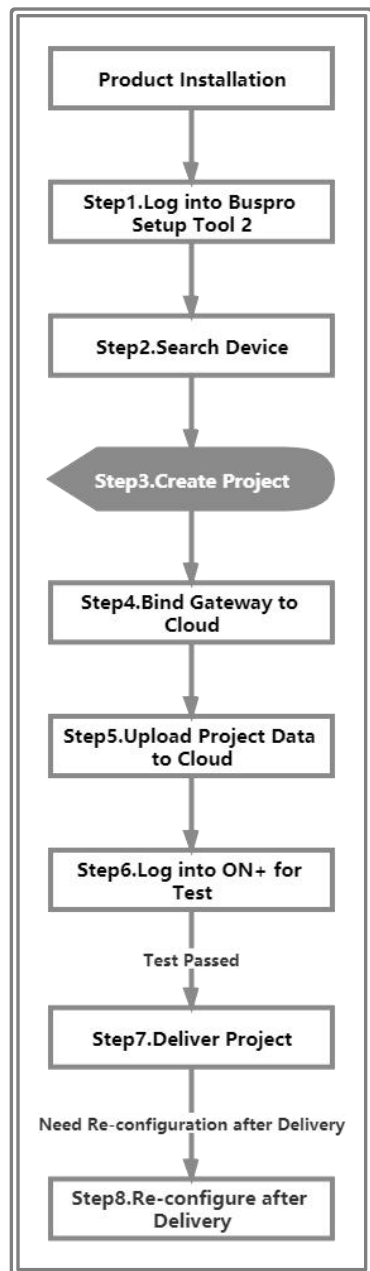 Product Installation
Step1.Log into Buspro
Setup Tool 2
Step2.Search Device
Step3.Create Project
Step4.Bind Gateway to
Cloud
Step5.Upload Project Data
to Cloud
Step6.Log into ON+ for
Test
Test Passed
Step7.Deliver Project
Need Re-configuration after Delivery
Step8.Re-configure after
Delivery